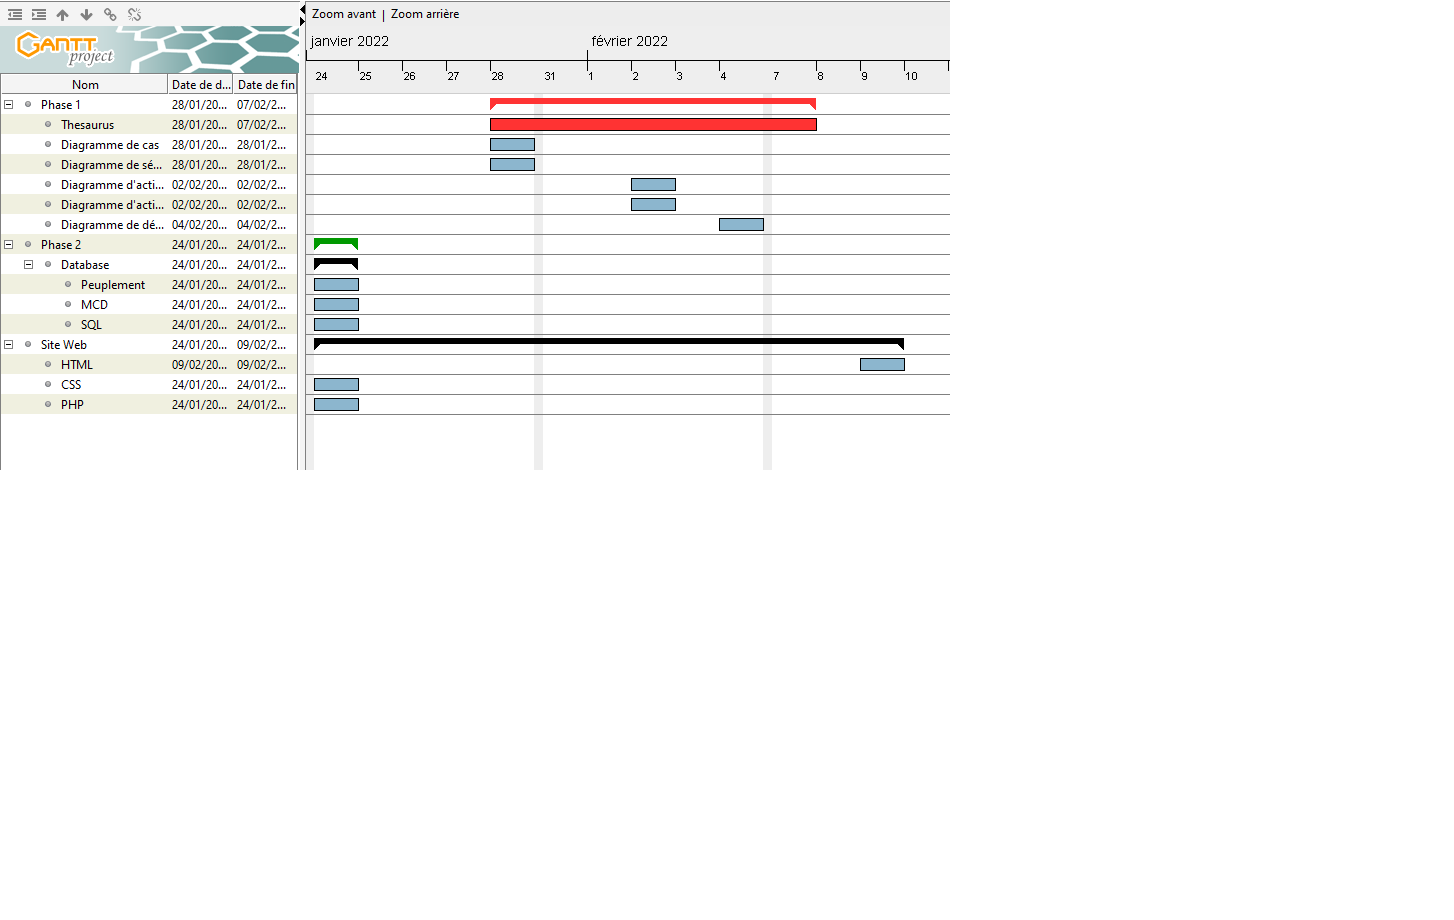 Zoom avant | Zoom arrière
GANTT
project
janvier 2022 février 2022
Nom Date de d... Date de fin
24 25 26 27 28 31 1 2 3 4 7 8 9 10
Phase 1 28/01/20... 07/02/2...
Thesaurus 28/01/20... 07/02/2...
Diagramme de cas 28/01/20... 28/01/2...
Diagramme de sé... 28/01/20... 28/01/2...
Diagramme d'acti... 02/02/20... 02/02/2...
Diagramme d'acti... 02/02/20... 02/02/2...
Diagramme de dé... 04/02/20... 04/02/2...
Phase 2 24/01/20... 24/01/2...
Database 24/01/20... 24/01/2...
Peuplement 24/01/20... 24/01/2...
MCD 24/01/20... 24/01/2...
SQL 24/01/20... 24/01/2...
Site Web 24/01/20... 09/02/2...
HTML 09/02/20... 09/02/2...
CSS 24/01/20... 24/01/2...
PHP 24/01/20... 24/01/2...